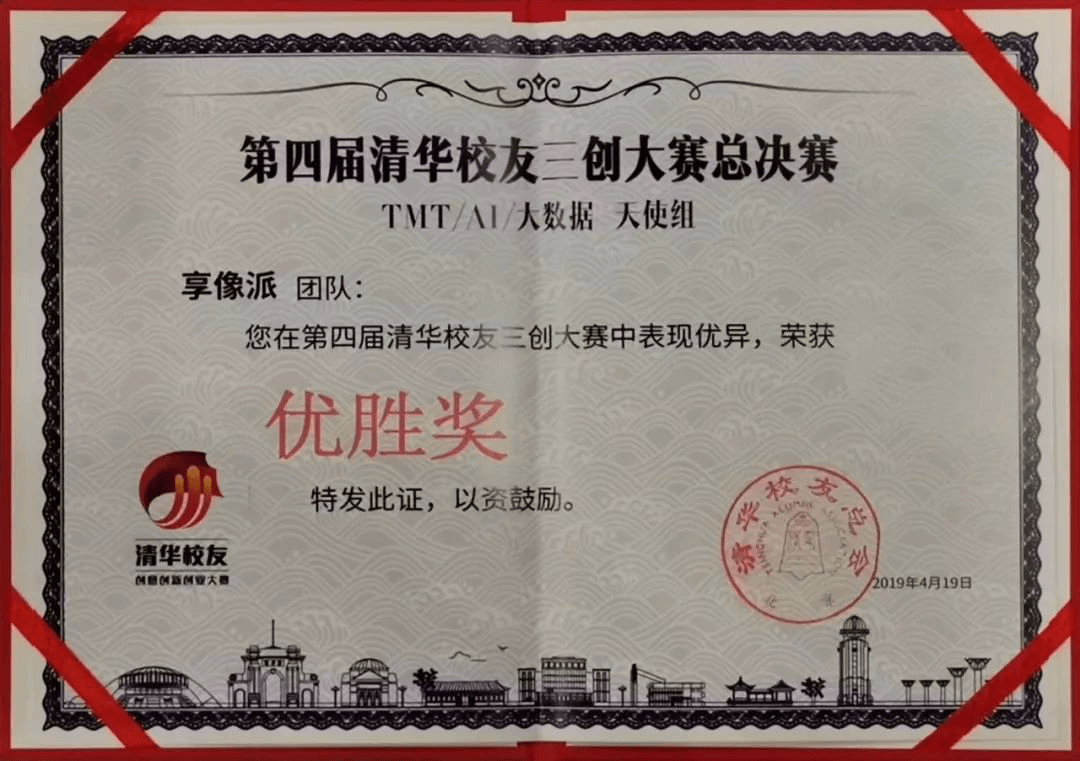 第四届清华校友三创大赛总决赛
TMT/AI/大数据 天使组
享像派 团队：
您在第四届清华校友三创大赛中表现优异，荣获
优胜奖
特发此证，以资鼓励。
清华校友
创意创新创业大赛
清华校友总会
TSINGHUA ALUMNI ASSOCIATION
2019年4月19日